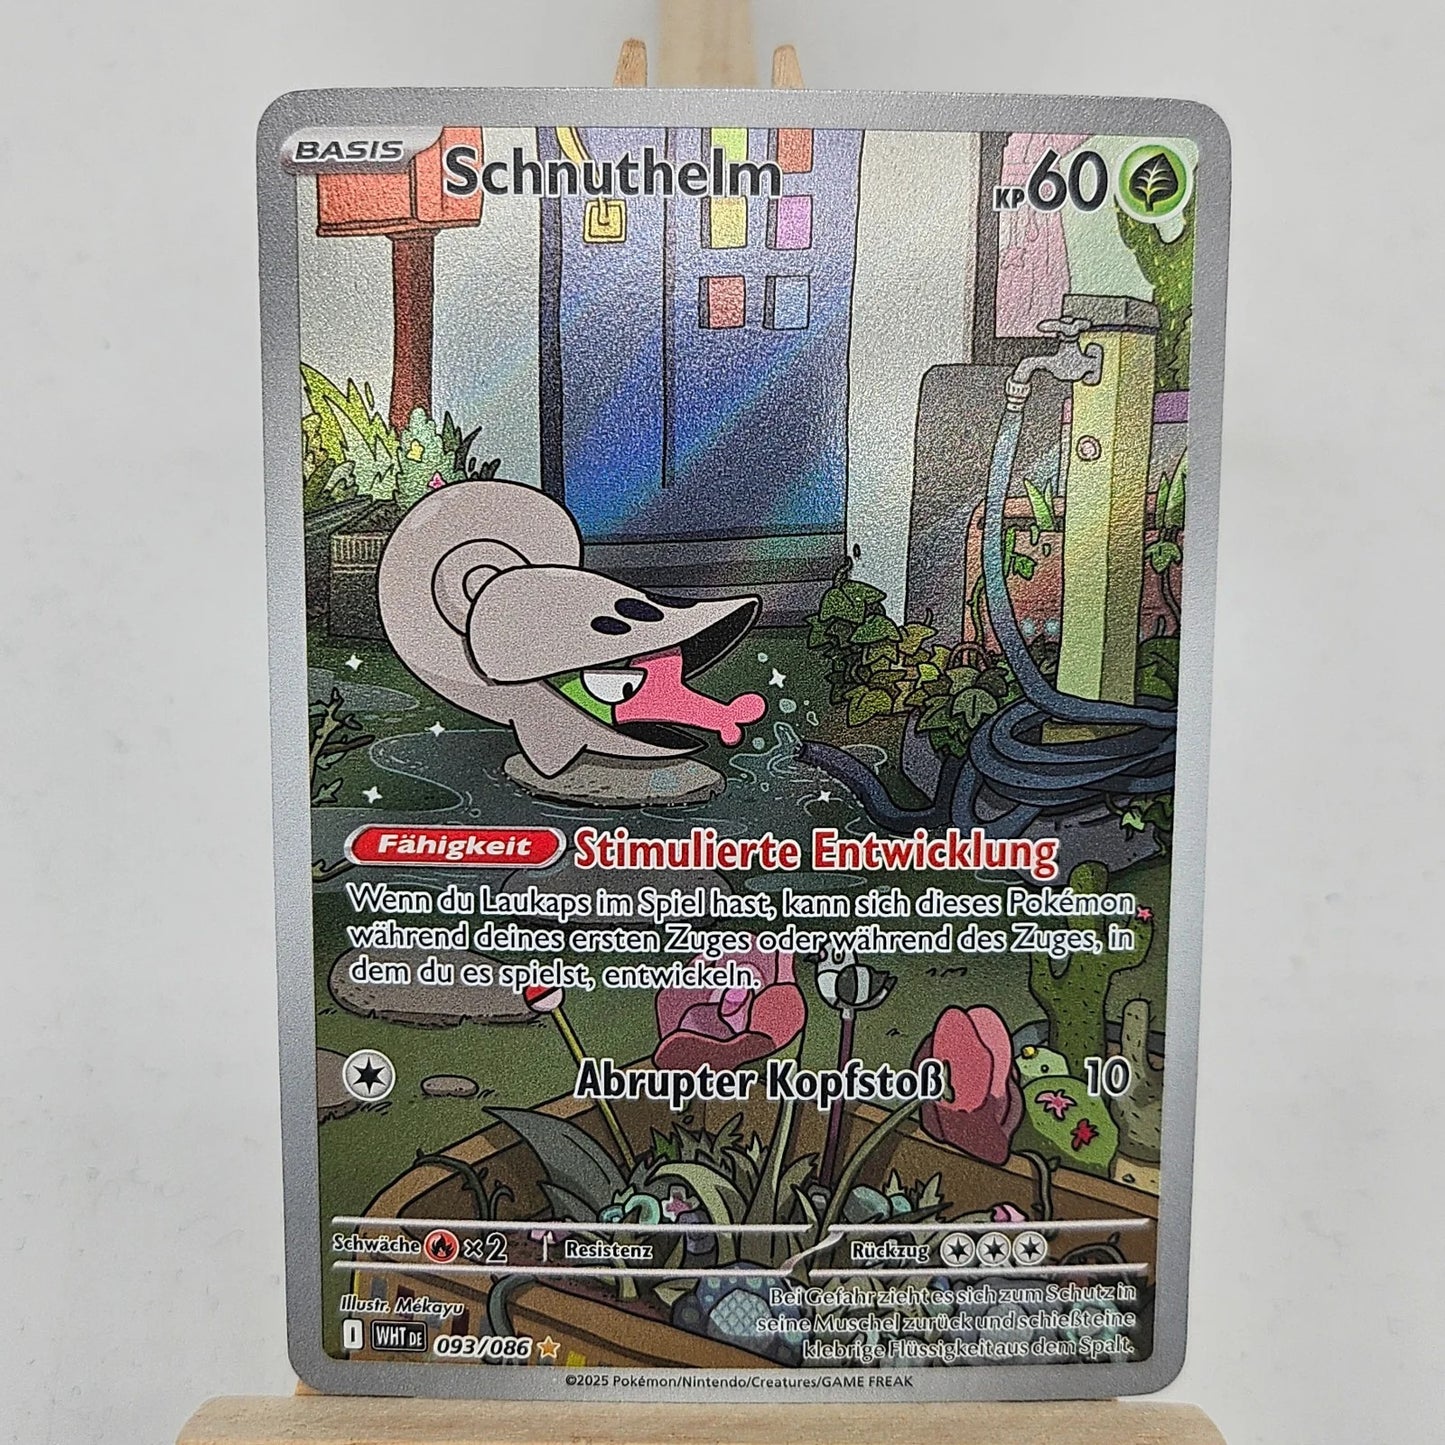 BASIS Schnuthelm KP 60
Fähigkeit Stimulierte Entwicklung
Wenn du Laukaps im Spiel hast, kann sich dieses Pokémon
während deines ersten Zuges oder während des Zuges, in
dem du es spielst, entwickeln.
Abrupter Kopfstoß 10
Schwäche ×2 Resistenz Rückzug
Bei Gefahr zieht es sich zum Schutz in
seine Muschel zurück und schießt eine
klebrige Flüssigkeit aus dem Spalt.
Illustr. Mékayu
I WHT DE 093/086
©2025 Pokémon/Nintendo/Creatures/GAME FREAK